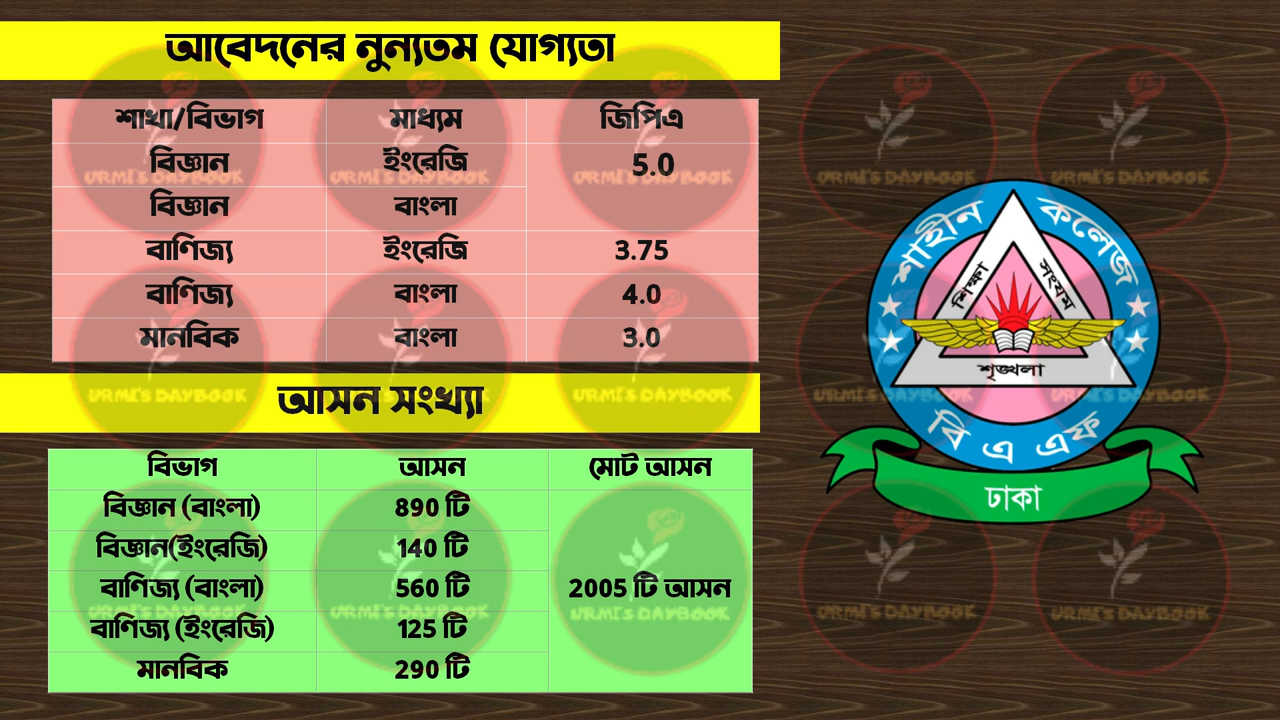 আবেদনের নুন্যতম যোগ্যতা
শাখা/বিভাগ মাধ্যম জিপিএ
বিজ্ঞান ইংরেজি 5.0
বিজ্ঞান বাংলা
বাণিজ্য ইংরেজি 3.75
বাণিজ্য বাংলা 4.0
মানবিক বাংলা 3.0
আসন সংখ্যা
বিভাগ আসন মোট আসন
বিজ্ঞান (বাংলা) 890 টি
বিজ্ঞান(ইংরেজি) 140 টি
বাণিজ্য (বাংলা) 560 টি 2005 টি আসন
বাণিজ্য (ইংরেজি) 125 টি
মানবিক 290 টি
শাহীন কলেজ
শিক্ষা সংযম
শৃঙ্খলা
বি এ এফ
ঢাকা
URMI'S DAYBOOK